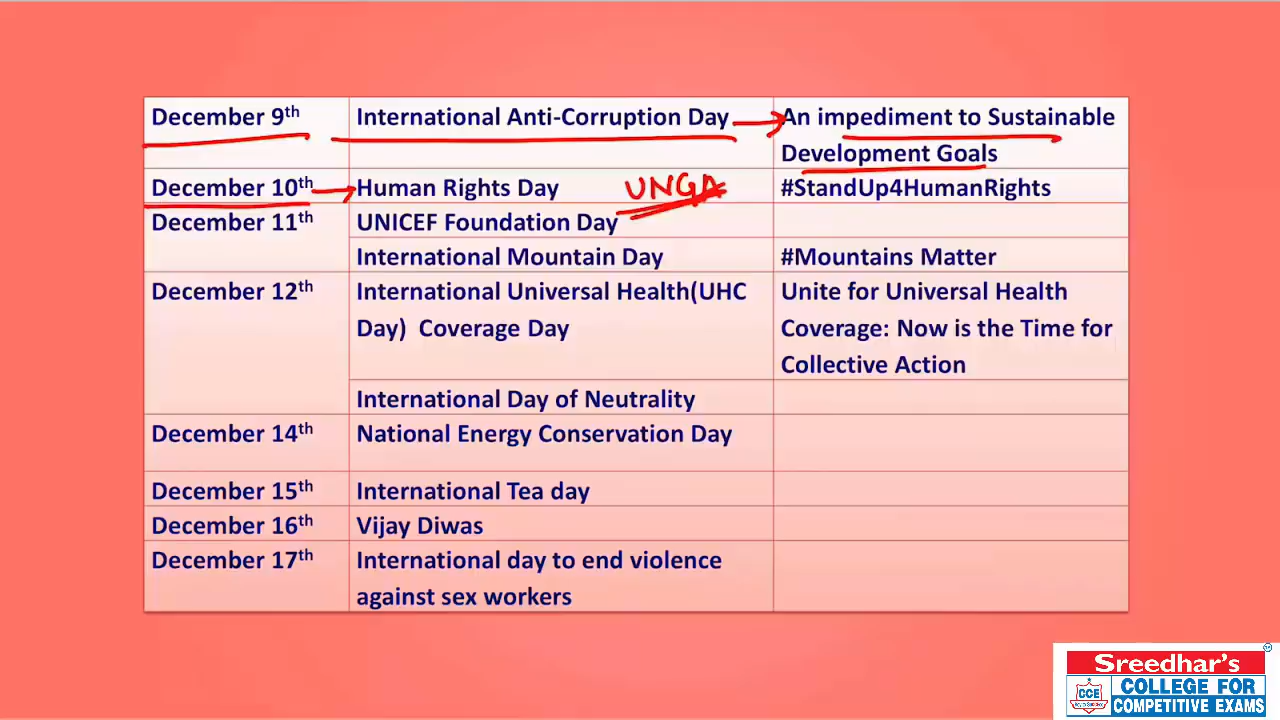 December 9th International Anti-Corruption Day An impediment to Sustainable
Development Goals
December 10th Human Rights Day UNGA #StandUp4HumanRights
December 11th UNICEF Foundation Day
International Mountain Day #Mountains Matter
December 12th International Universal Health(UHC Unite for Universal Health
Day) Coverage Day Coverage: Now is the Time for
Collective Action
International Day of Neutrality
December 14th National Energy Conservation Day
December 15th International Tea day
December 16th Vijay Diwas
December 17th International day to end violence
against sex workers
Sreedhar's
CCE COLLEGE FOR
COMPETITIVE EXAMS